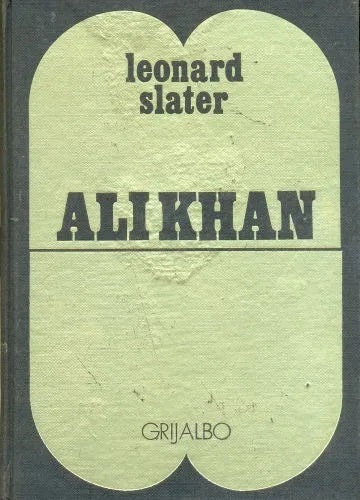 leonard
slater
ALI KHAN
GRIJALBO